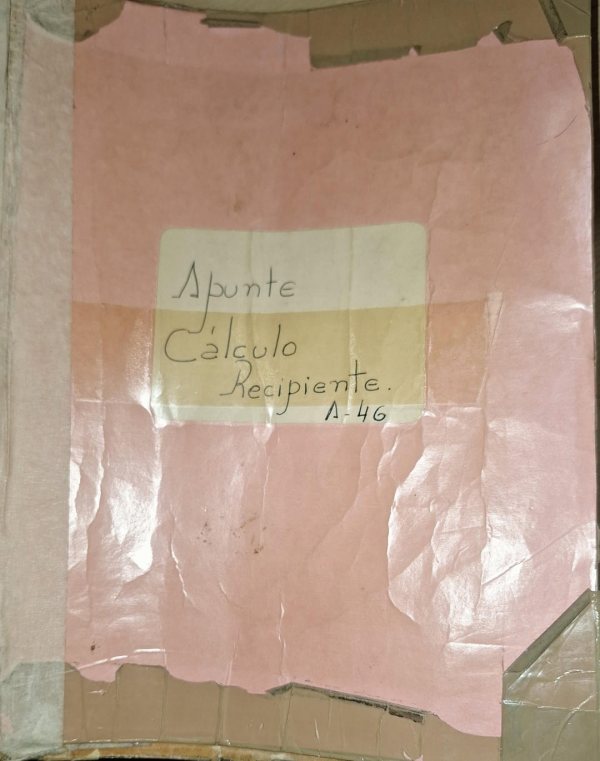 Apunte
Cálculo
Recipiente.
A-46